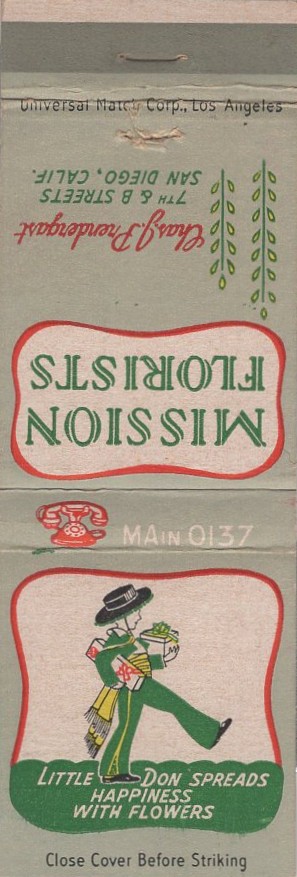 Universal Match Corp., Los Angeles
MISSION
FLORISTS
Chas. J. Prendergast
7TH & B STREETS
SAN DIEGO, CALIF.
MAIN 0137
LITTLE DON SPREADS
HAPPINESS
WITH FLOWERS
Close Cover Before Striking